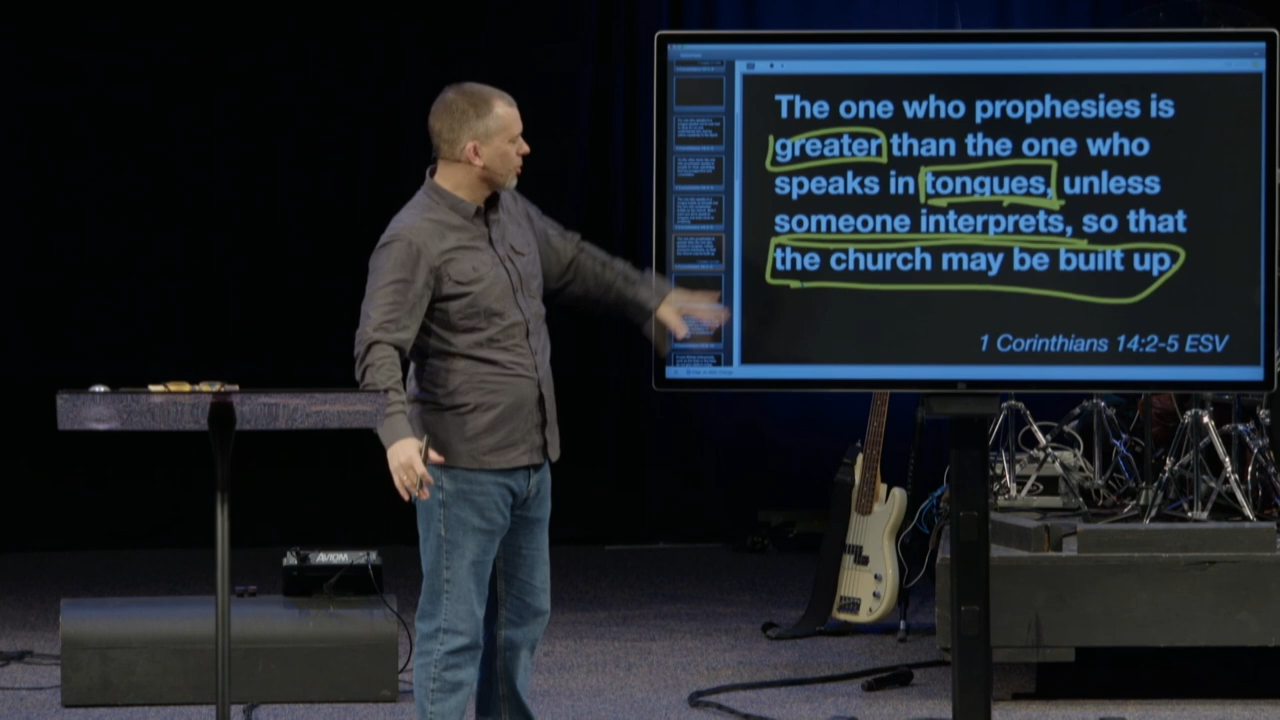 The one who prophesies is
greater than the one who
speaks in tongues, unless
someone interprets, so that
the church may be built up
1 Corinthians 14:2-5 ESV
AVIOM